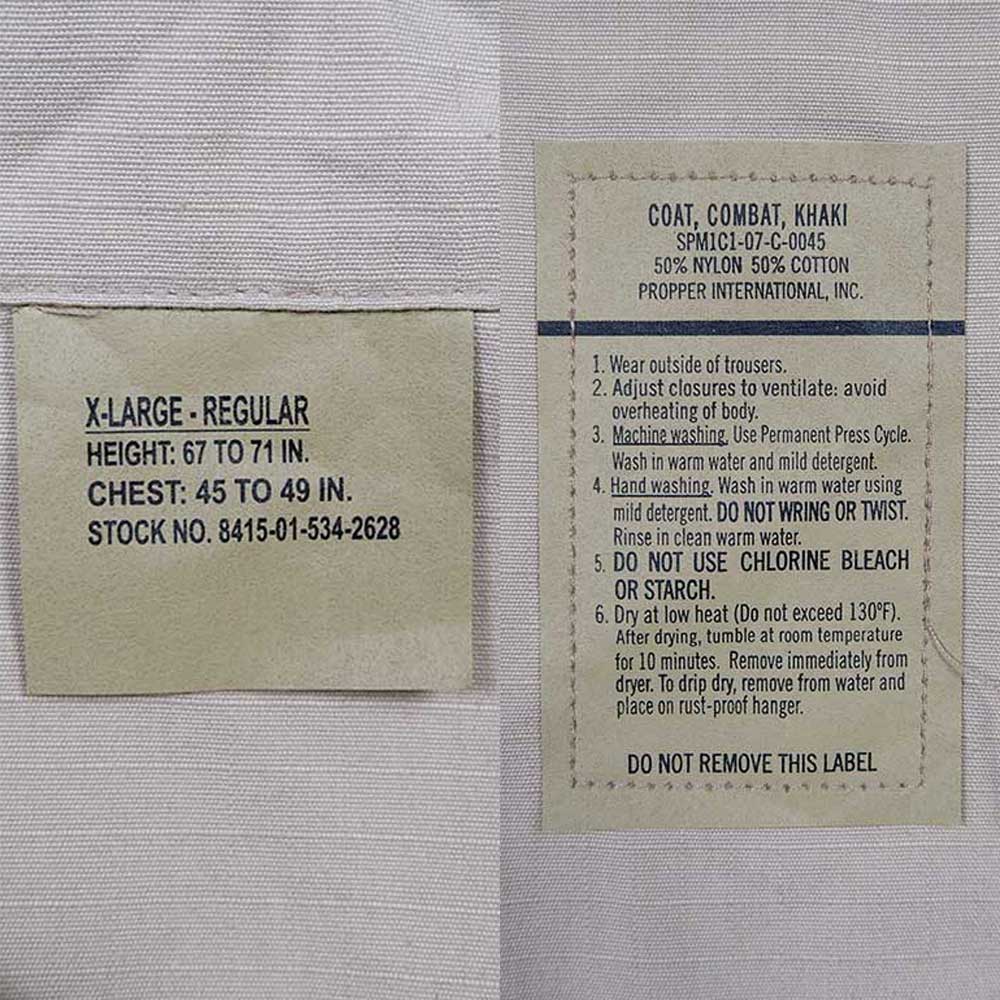 X-LARGE - REGULAR
HEIGHT: 67 TO 71 IN.
CHEST: 45 TO 49 IN.
STOCK NO. 8415-01-534-2628
COAT, COMBAT, KHAKI
SPM1C1-07-C-0045
50% NYLON 50% COTTON
PROPPER INTERNATIONAL, INC.
1. Wear outside of trousers.
2. Adjust closures to ventilate: avoid
overheating of body.
3. Machine washing. Use Permanent Press Cycle.
Wash in warm water and mild detergent.
4. Hand washing. Wash in warm water using
mild detergent. DO NOT WRING OR TWIST.
Rinse in clean warm water.
5. DO NOT USE CHLORINE BLEACH
OR STARCH.
6. Dry at low heat (Do not exceed 130ºF).
After drying, tumble at room temperature
for 10 minutes. Remove immediately from
dryer. To drip dry, remove from water and
place on rust-proof hanger.
DO NOT REMOVE THIS LABEL